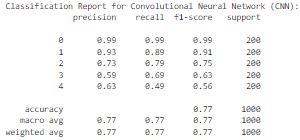 Classification Report for Convolutional Neural Network (CNN):
precision recall f1-score support
0 0.99 0.99 0.99 200
1 0.93 0.89 0.91 200
2 0.73 0.79 0.75 200
3 0.59 0.69 0.63 200
4 0.63 0.49 0.56 200
accuracy 0.77 1000
macro avg 0.77 0.77 0.77 1000
weighted avg 0.77 0.77 0.77 1000